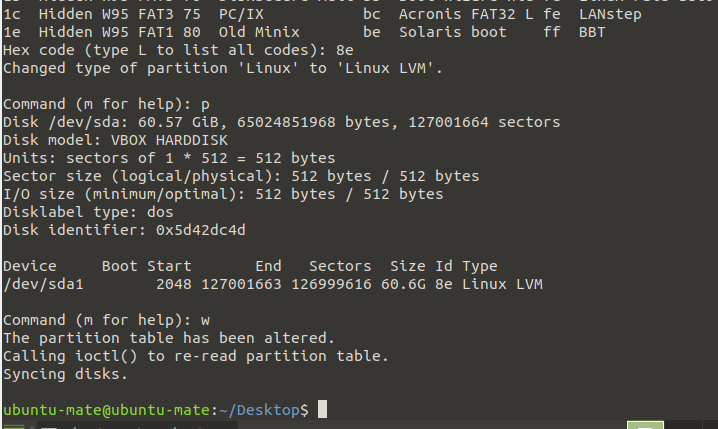 1c Hidden W95 FAT3 75 PC/IX bc Acronis FAT32 L fe LANstep
1e Hidden W95 FAT1 80 Old Minix be Solaris boot ff BBT
Hex code (type L to list all codes): 8e
Changed type of partition 'Linux' to 'Linux LVM'.
Command (m for help): p
Disk /dev/sda: 60.57 GiB, 65024851968 bytes, 127001664 sectors
Disk model: VBOX HARDDISK
Units: sectors of 1 * 512 = 512 bytes
Sector size (logical/physical): 512 bytes / 512 bytes
I/O size (minimum/optimal): 512 bytes / 512 bytes
Disklabel type: dos
Disk identifier: 0x5d42dc4d
Device Boot Start End Sectors Size Id Type
/dev/sda1 2048 127001663 126999616 60.6G 8e Linux LVM
Command (m for help): w
The partition table has been altered.
Calling ioctl() to re-read partition table.
Syncing disks.
ubuntu-mate@ubuntu-mate:~/Desktop$